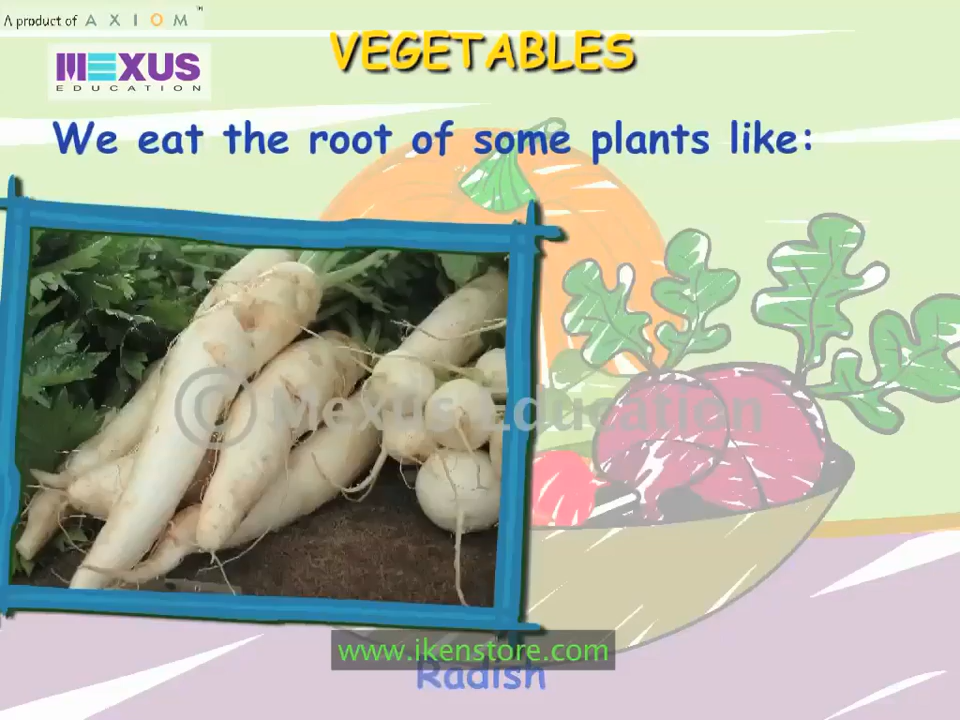 A product of AXIOM™
MEXUS
EDUCATION
VEGETABLES
We eat the root of some plants like:
© Mexus Education
www.ikenstore.com
Radish